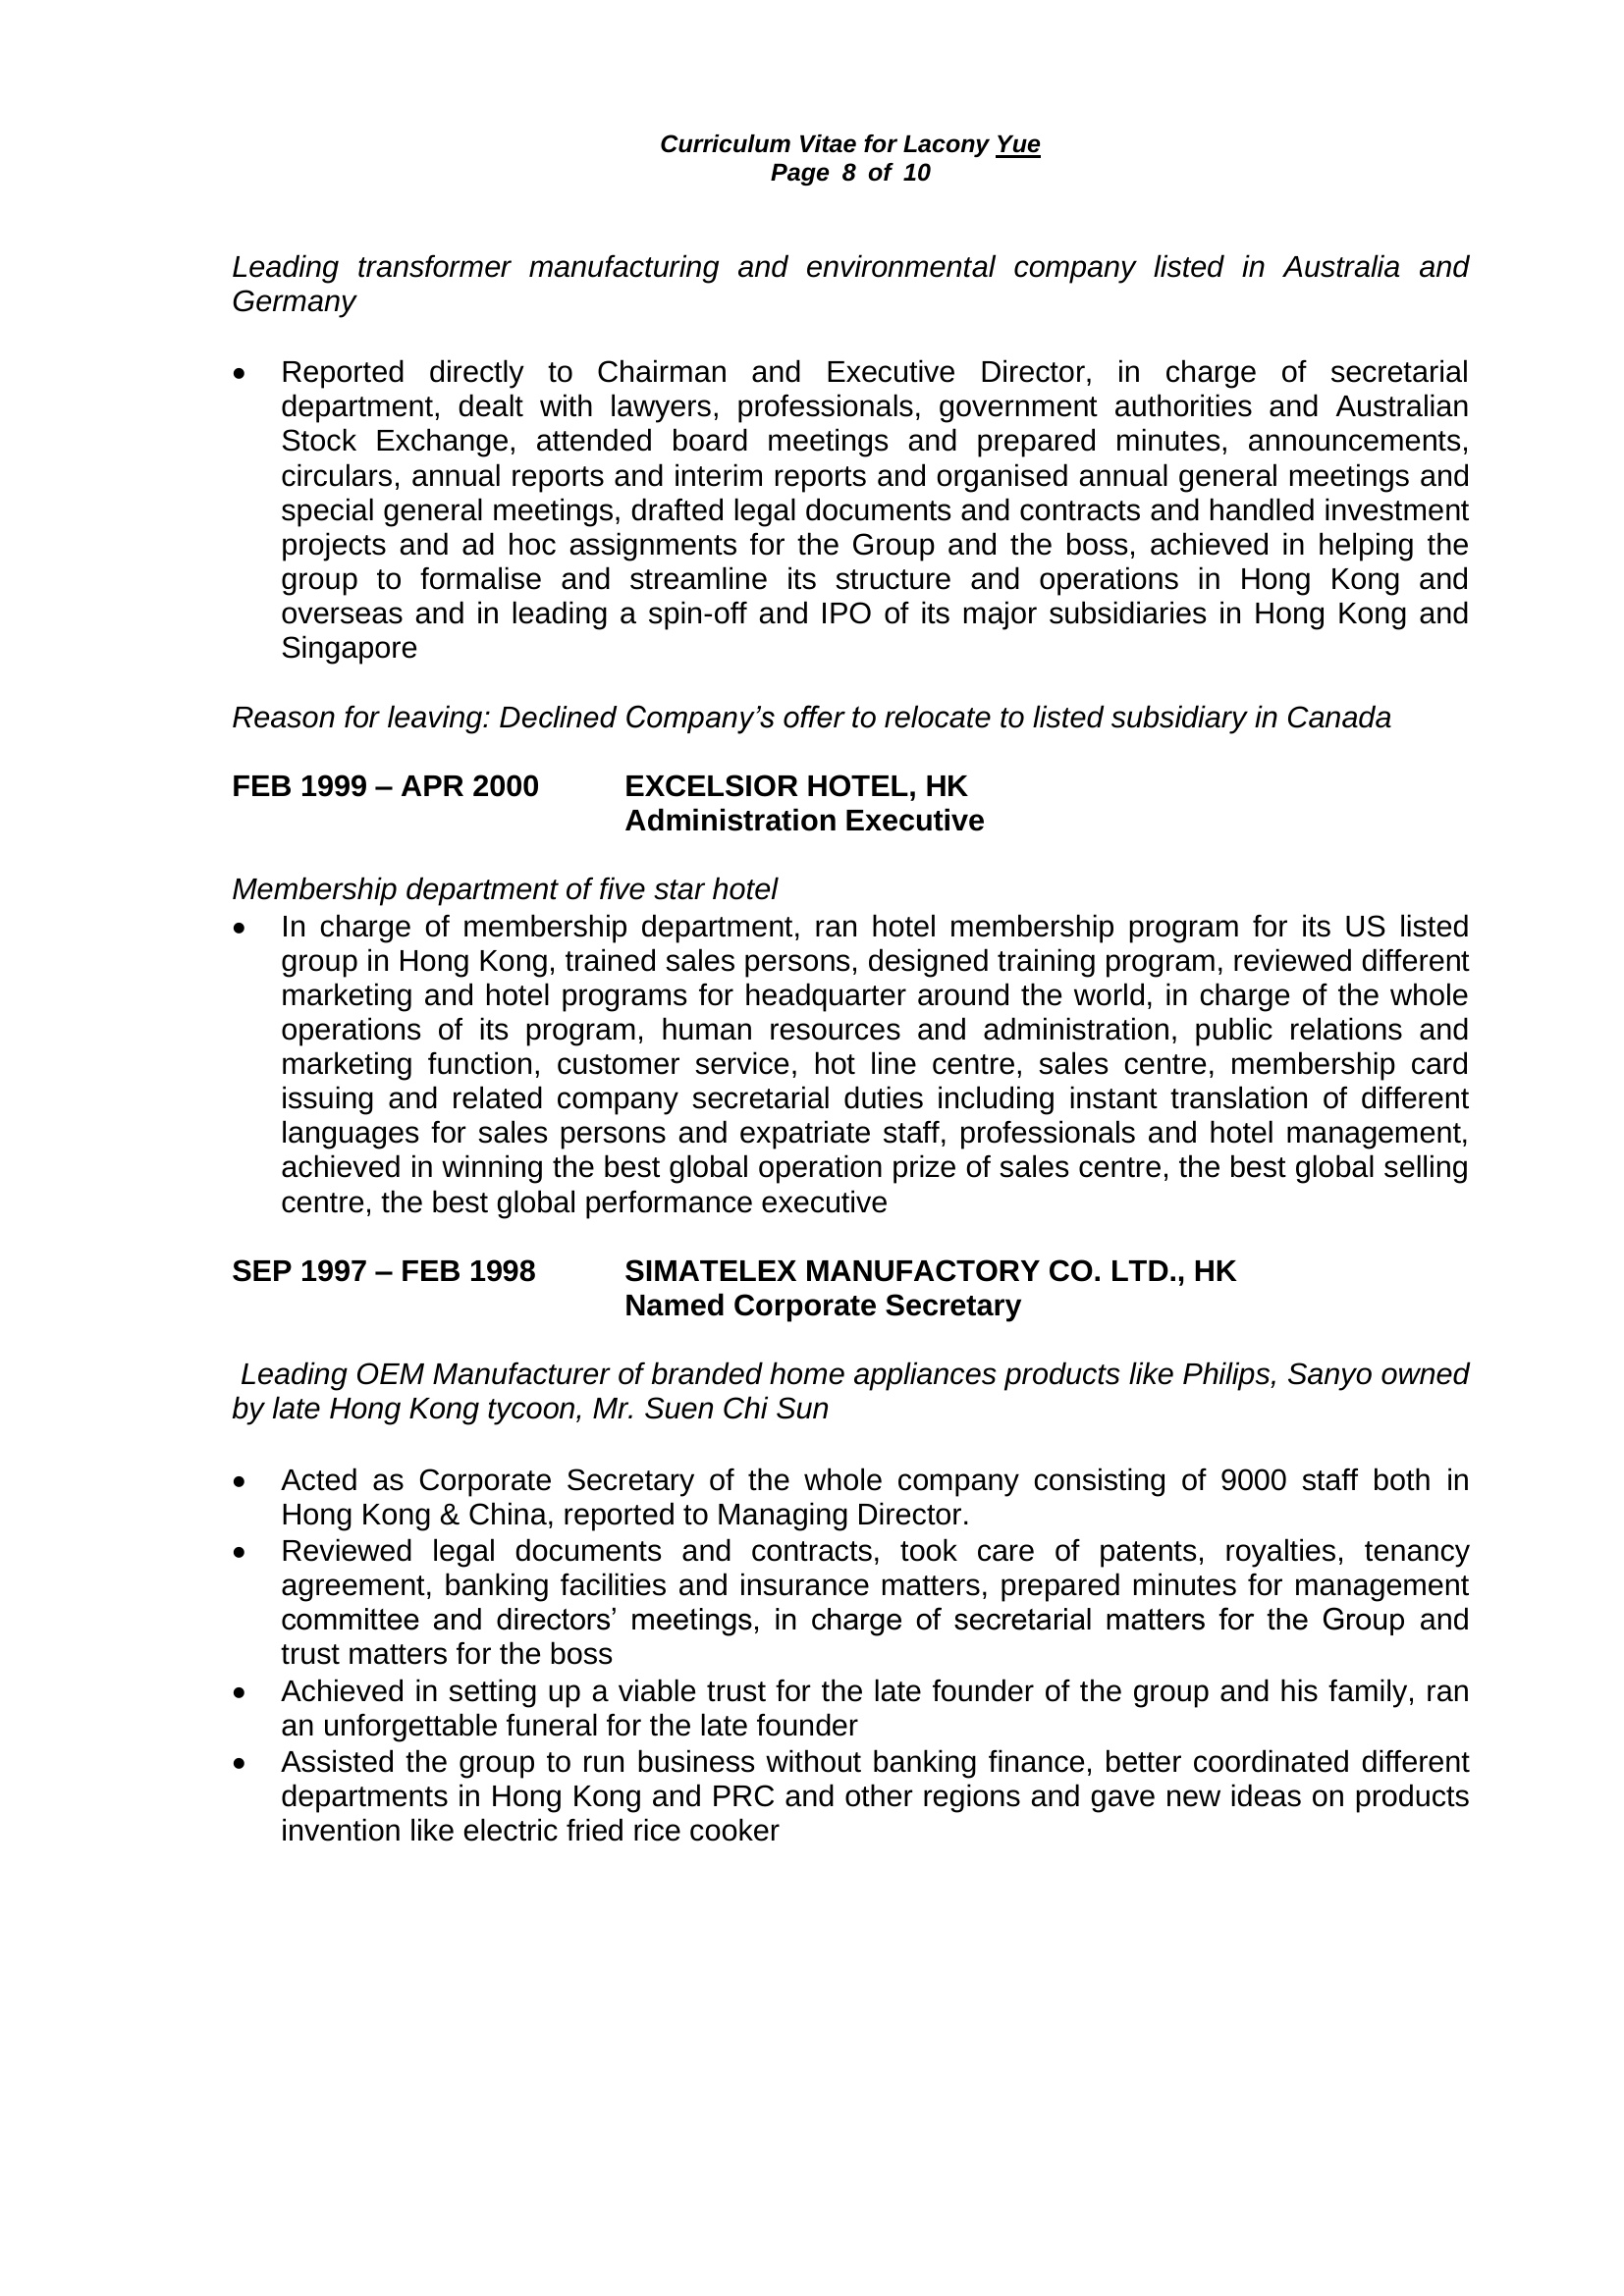 Curriculum Vitae for Lacony Yue
Page 8 of 10
Leading transformer manufacturing and environmental company listed in Australia and
Germany
• Reported directly to Chairman and Executive Director, in charge of secretarial
department, dealt with lawyers, professionals, government authorities and Australian
Stock Exchange, attended board meetings and prepared minutes, announcements,
circulars, annual reports and interim reports and organised annual general meetings and
special general meetings, drafted legal documents and contracts and handled investment
projects and ad hoc assignments for the Group and the boss, achieved in helping the
group to formalise and streamline its structure and operations in Hong Kong and
overseas and in leading a spin-off and IPO of its major subsidiaries in Hong Kong and
Singapore
Reason for leaving: Declined Company’s offer to relocate to listed subsidiary in Canada
FEB 1999 – APR 2000 EXCELSIOR HOTEL, HK
Administration Executive
Membership department of five star hotel
• In charge of membership department, ran hotel membership program for its US listed
group in Hong Kong, trained sales persons, designed training program, reviewed different
marketing and hotel programs for headquarter around the world, in charge of the whole
operations of its program, human resources and administration, public relations and
marketing function, customer service, hot line centre, sales centre, membership card
issuing and related company secretarial duties including instant translation of different
languages for sales persons and expatriate staff, professionals and hotel management,
achieved in winning the best global operation prize of sales centre, the best global selling
centre, the best global performance executive
SEP 1997 – FEB 1998 SIMATELEX MANUFACTORY CO. LTD., HK
Named Corporate Secretary
Leading OEM Manufacturer of branded home appliances products like Philips, Sanyo owned
by late Hong Kong tycoon, Mr. Suen Chi Sun
• Acted as Corporate Secretary of the whole company consisting of 9000 staff both in
Hong Kong & China, reported to Managing Director.
• Reviewed legal documents and contracts, took care of patents, royalties, tenancy
agreement, banking facilities and insurance matters, prepared minutes for management
committee and directors’ meetings, in charge of secretarial matters for the Group and
trust matters for the boss
• Achieved in setting up a viable trust for the late founder of the group and his family, ran
an unforgettable funeral for the late founder
• Assisted the group to run business without banking finance, better coordinated different
departments in Hong Kong and PRC and other regions and gave new ideas on products
invention like electric fried rice cooker